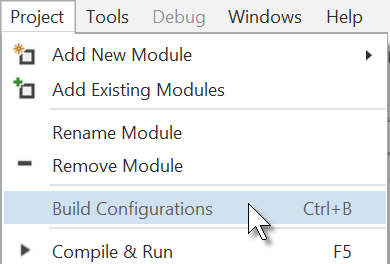 Project Tools Debug Windows Help
Add New Module
Add Existing Modules
Rename Module
Remove Module
Build Configurations Ctrl+B
Compile & Run F5